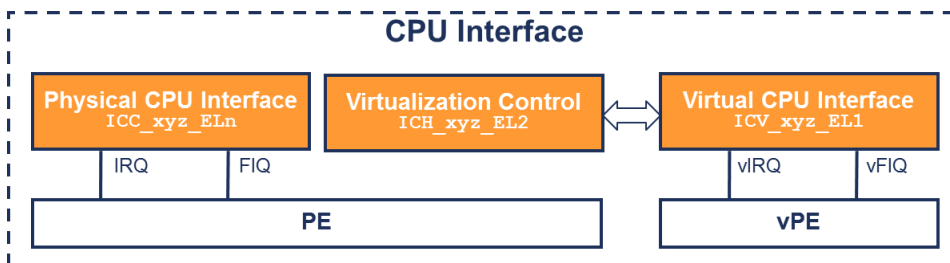 CPU Interface
Physical CPU Interface
ICC_xyz_ELn
Virtualization Control
ICH_xyz_EL2
Virtual CPU Interface
ICV_xyz_EL1
IRQ
FIQ
vIRQ
vFIQ
PE
vPE